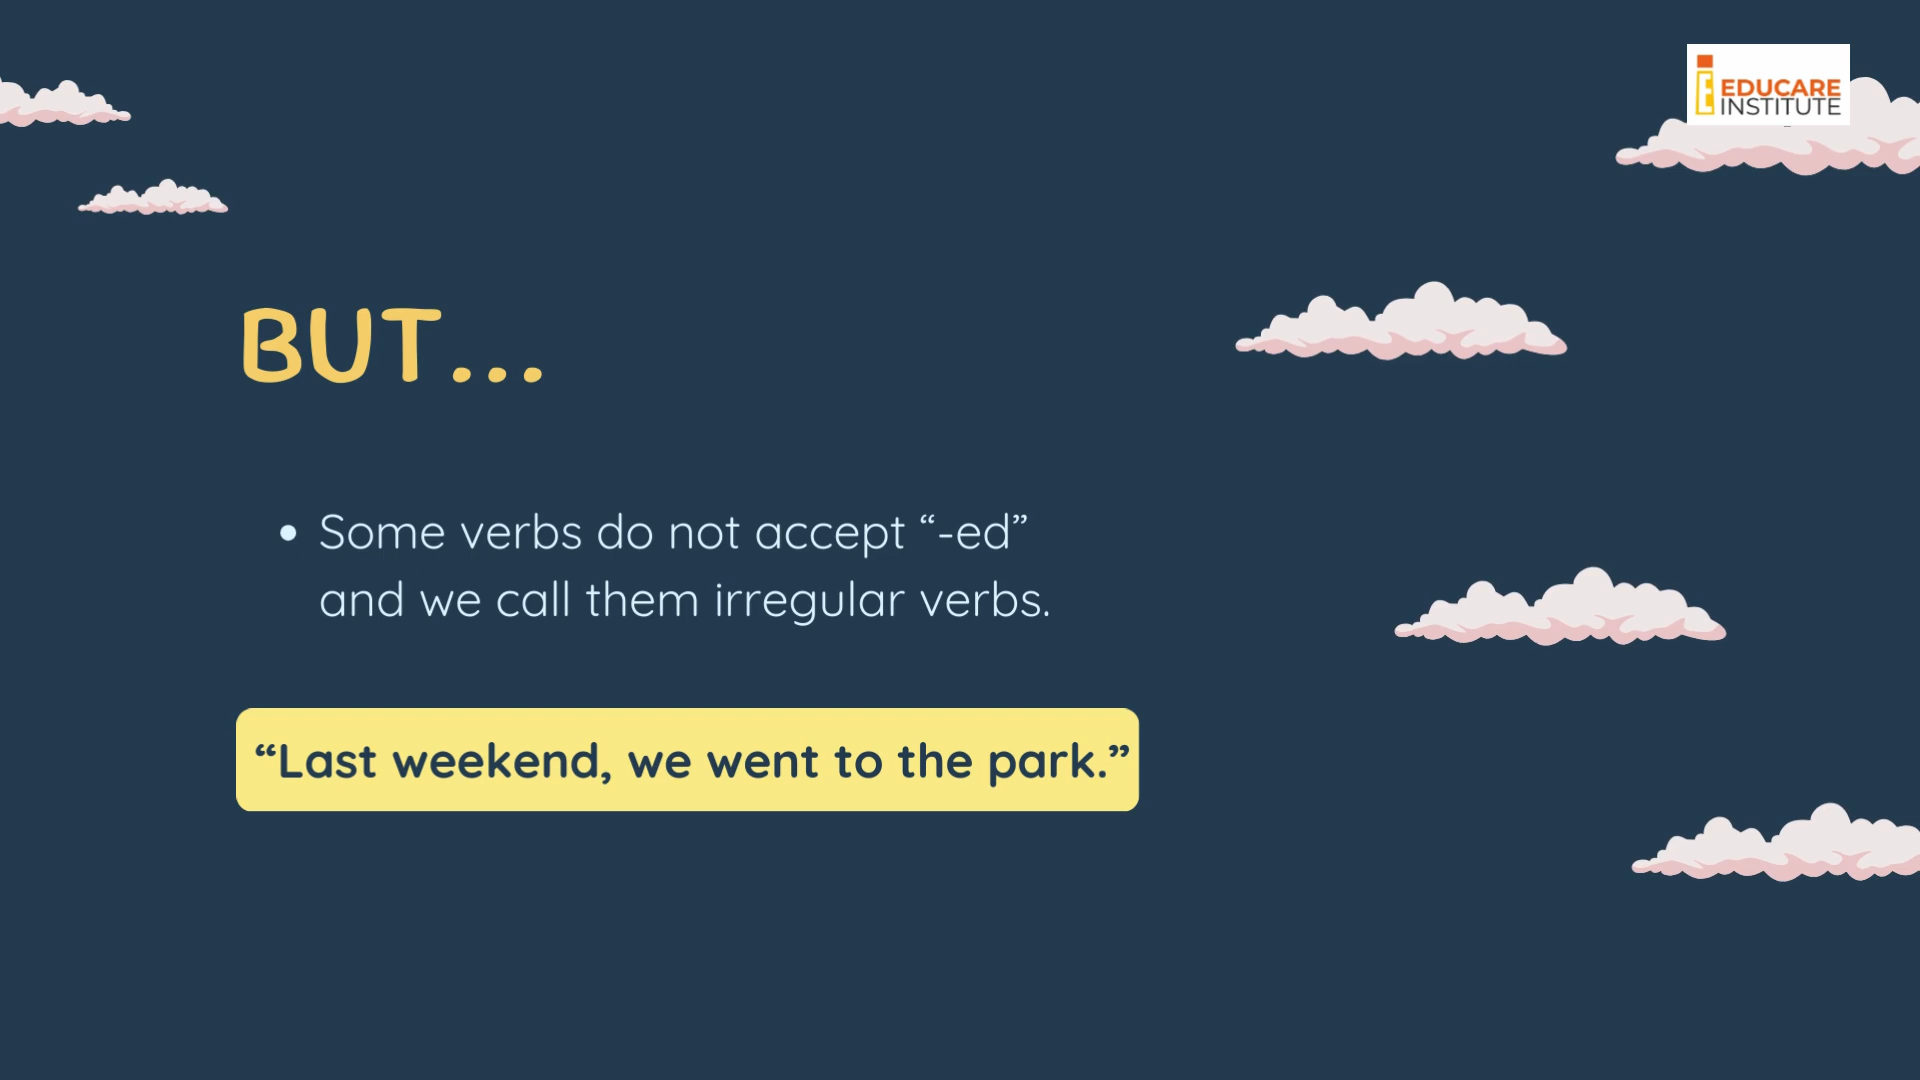 EDUCARE
INSTITUTE
BUT...
• Some verbs do not accept “-ed”
and we call them irregular verbs.
“Last weekend, we went to the park.”